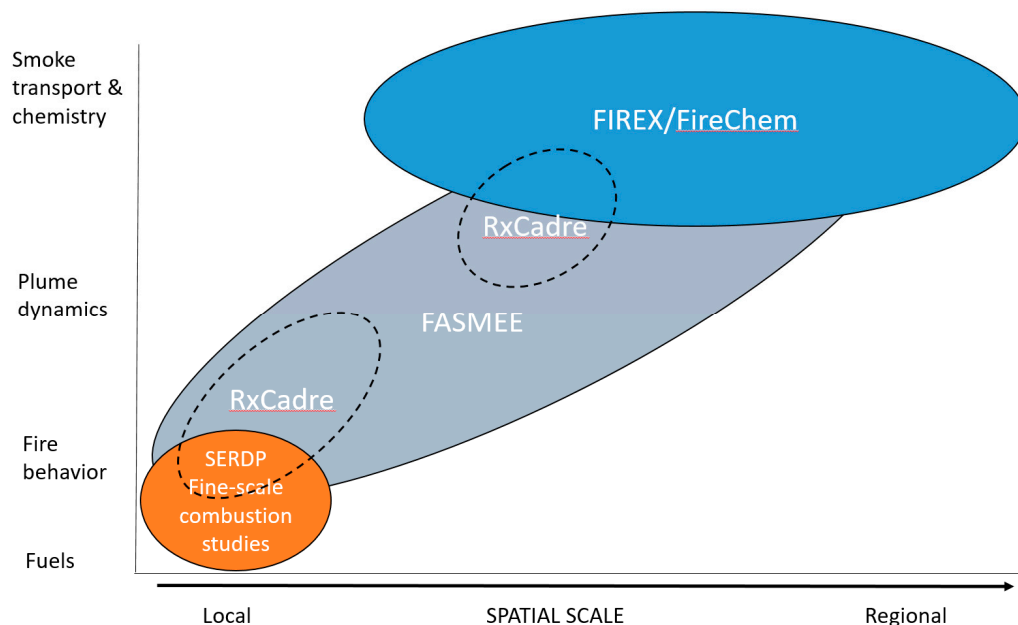 Smoke
transport &
chemistry
FIREX/FireChem
RxCadre
Plume
dynamics
FASMEE
RxCadre
Fire
behavior
SERDP
Fine-scale
combustion
studies
Fuels
Local
SPATIAL SCALE
Regional